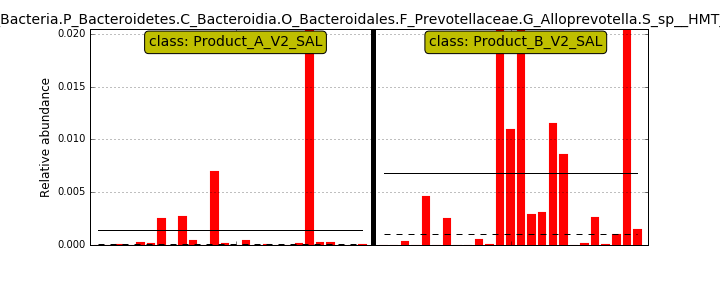 Bacteria.P_Bacteroidetes.C_Bacteroidia.O_Bacteroidales.F_Prevotellaceae.G_Alloprevotella.S_sp__HMT_
class: Product_A_V2_SAL
class: Product_B_V2_SAL
Relative abundance
0.020
0.015
0.010
0.005
0.000